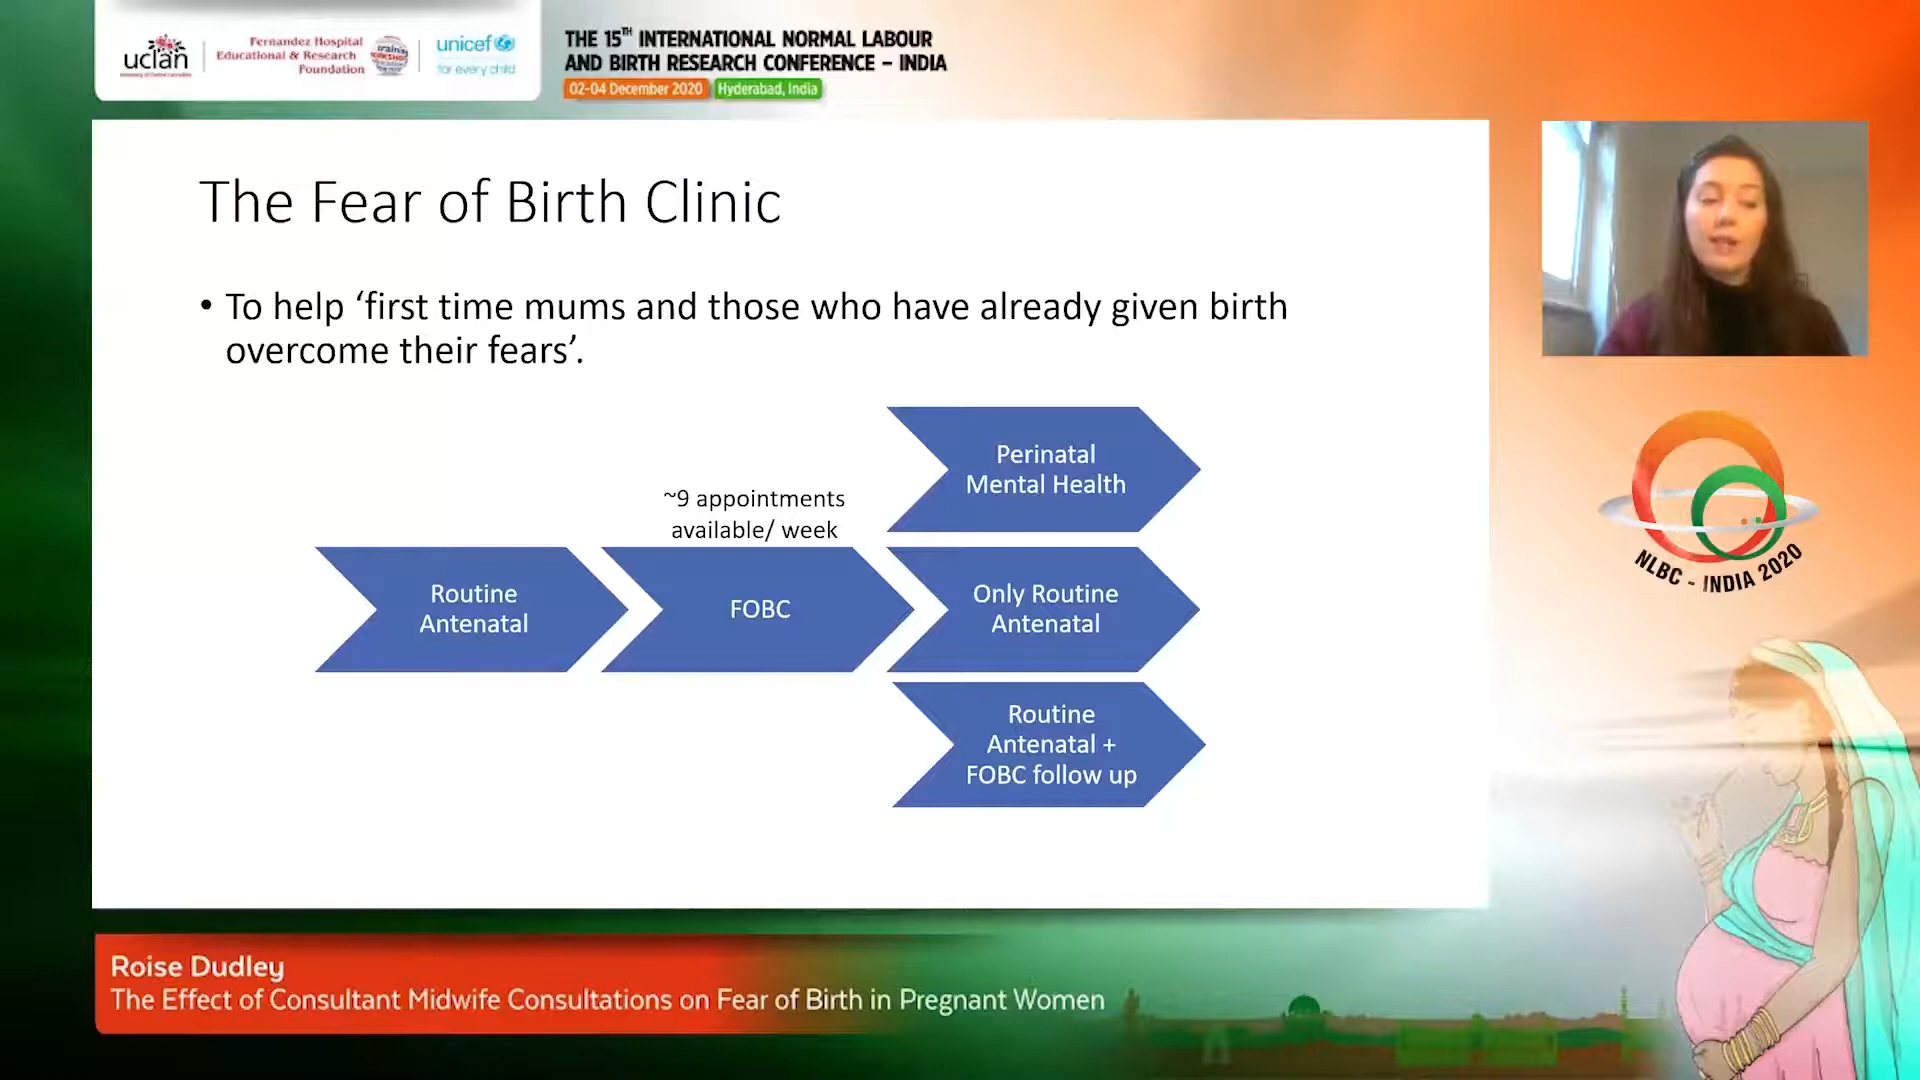 uclan
Fernandez Hospital
Educational & Research
Foundation
training
WORKSHOP
unicef
for every child
THE 15TH INTERNATIONAL NORMAL LABOUR
AND BIRTH RESEARCH CONFERENCE – INDIA
02-04 December 2020 Hyderabad, India
The Fear of Birth Clinic
• To help ‘first time mums and those who have already given birth
overcome their fears’.
Perinatal
Mental Health
~9 appointments
available/ week
Routine
Antenatal
FOBC
Only Routine
Antenatal
Routine
Antenatal +
FOBC follow up
NLBC - INDIA 2020
Roise Dudley
The Effect of Consultant Midwife Consultations on Fear of Birth in Pregnant Women